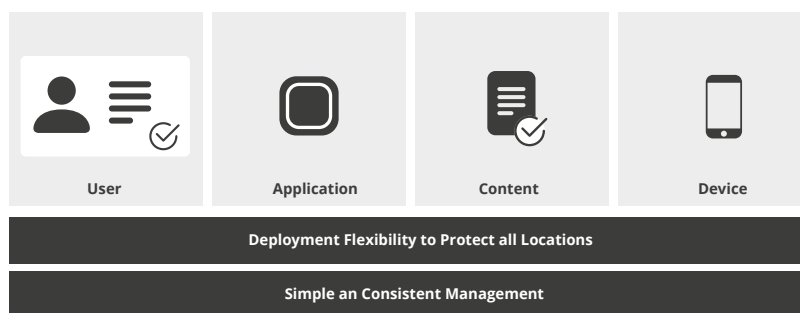 User
Application
Content
Device
Deployment Flexibility to Protect all Locations
Simple an Consistent Management